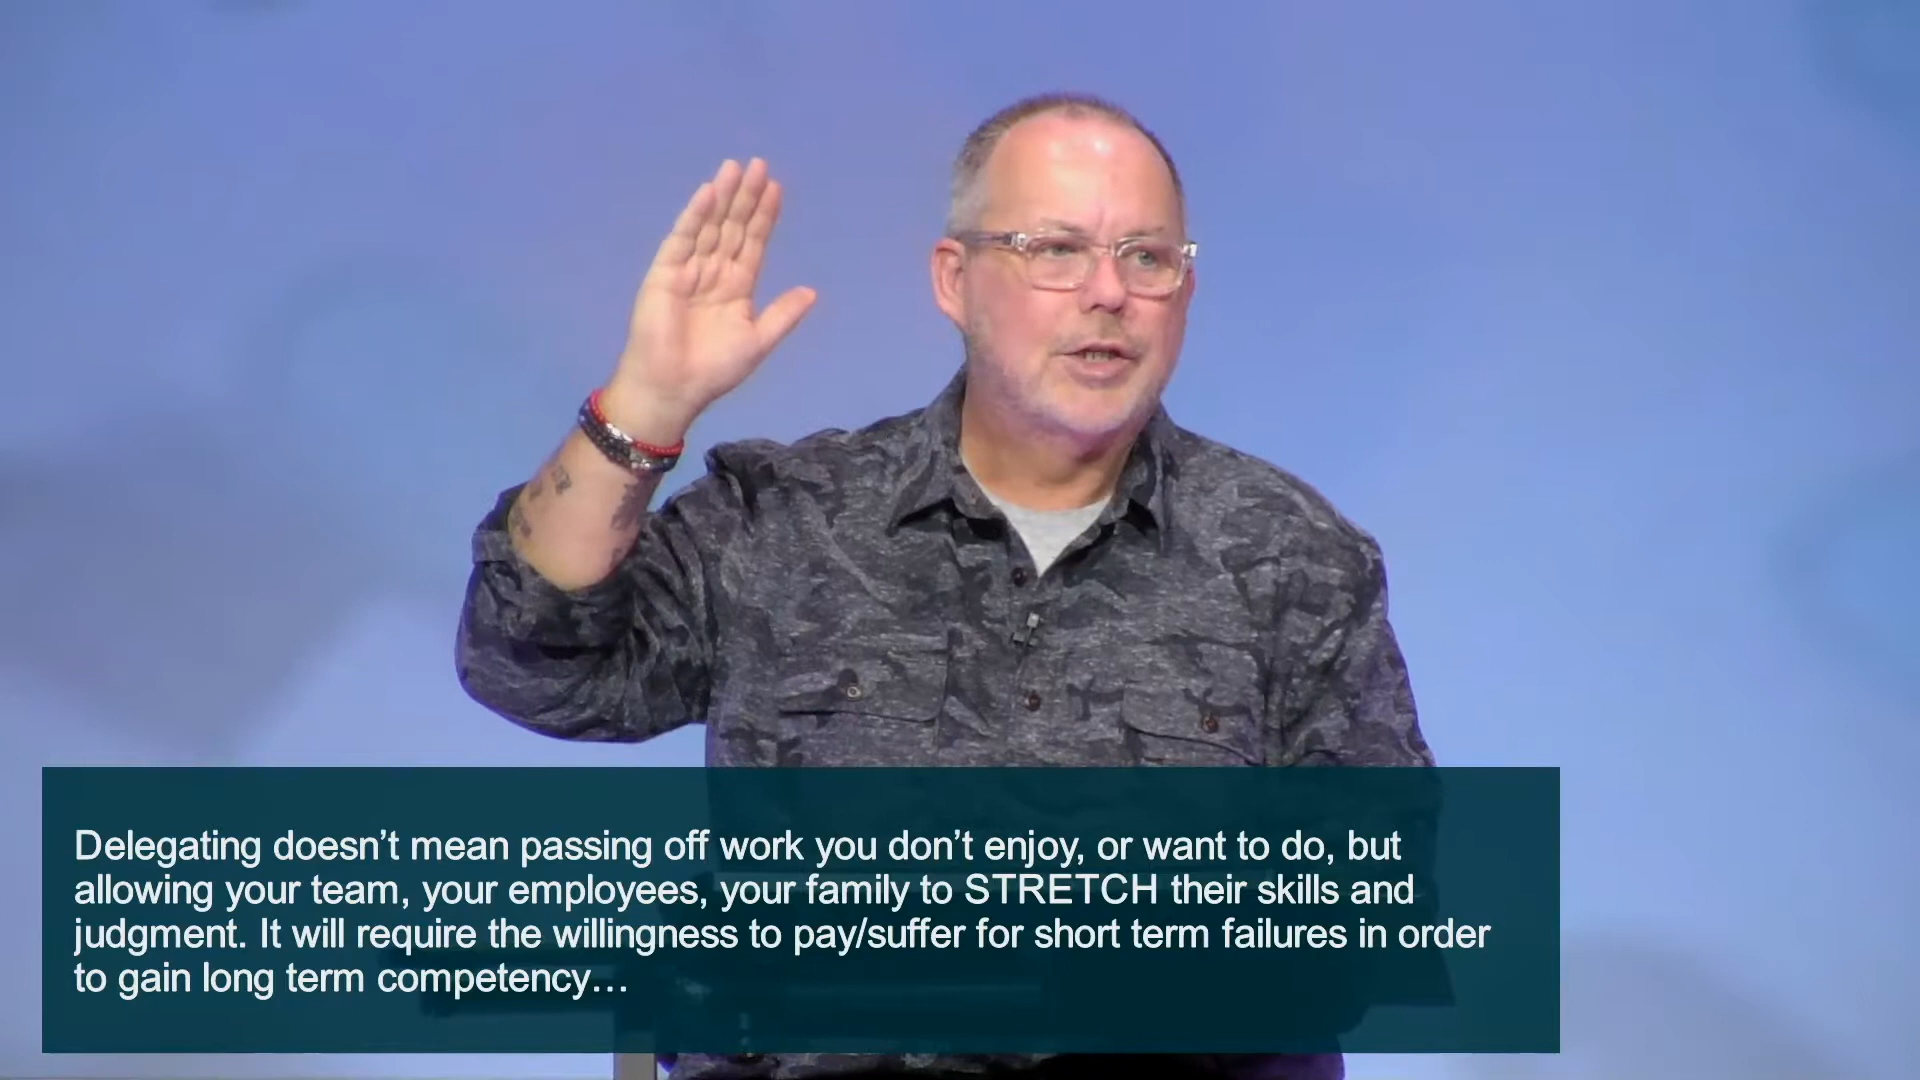 Delegating doesn’t mean passing off work you don’t enjoy, or want to do, but
allowing your team, your employees, your family to STRETCH their skills and
judgment. It will require the willingness to pay/suffer for short term failures in order
to gain long term competency…